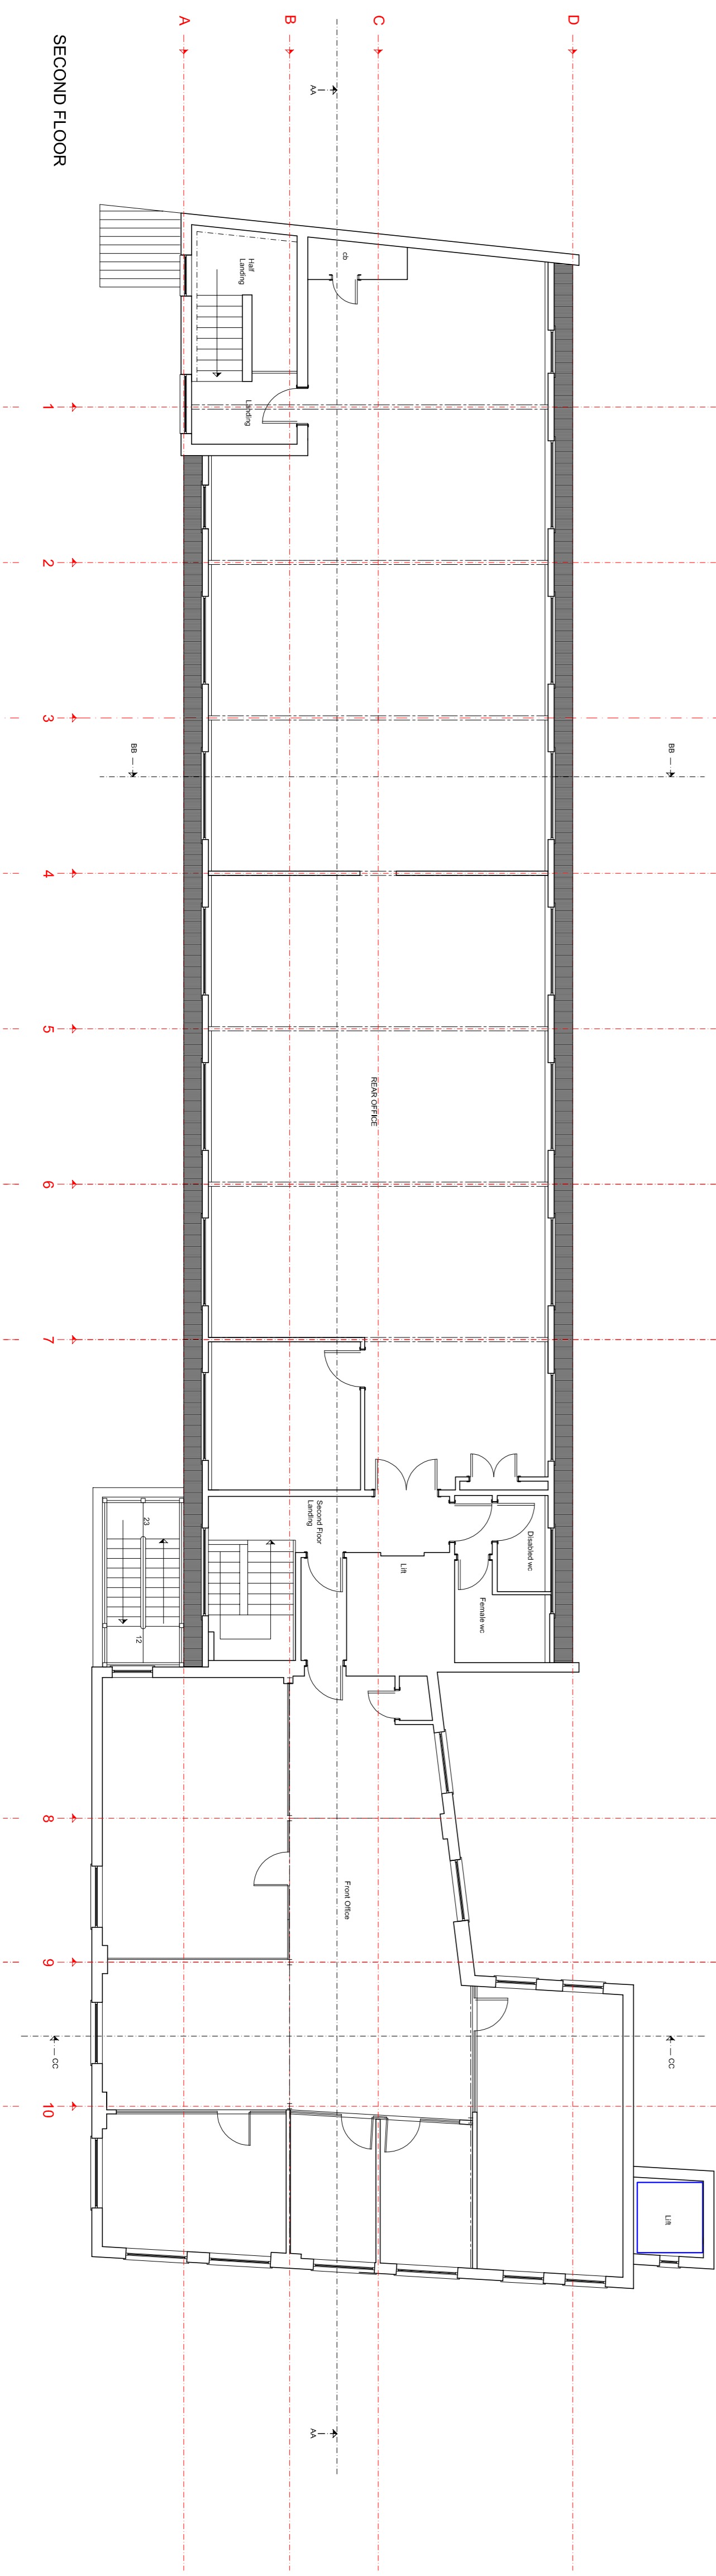 SECOND FLOOR
A
B
C
D
AA
Half
Landing
cb
Landing
1
2
3
BB
BB
4
5
REAR OFFICE
6
7
23
12
Second Floor
Landing
Lift
Disabled wc
Female wc
8
Front Office
9
CC
CC
10
Lift
AA